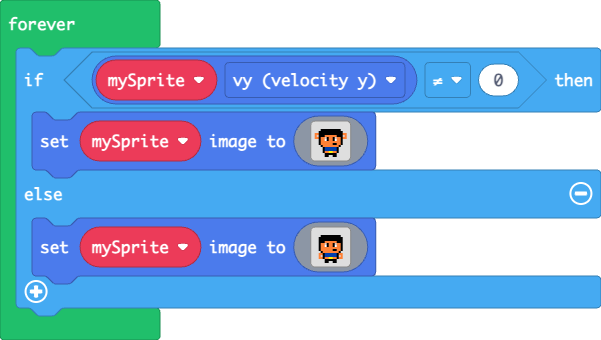 forever
if mySprite vy (velocity y) ≠ 0 then
set mySprite image to
else
set mySprite image to